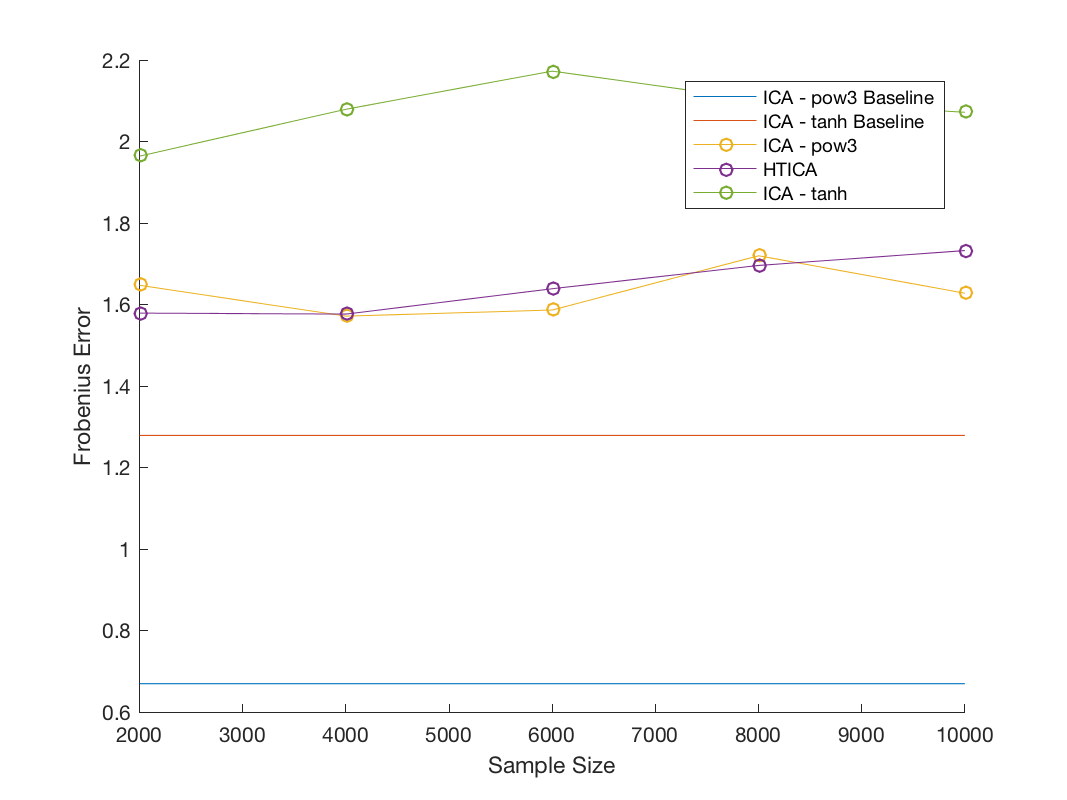 2.2
2
1.8
1.6
1.4
1.2
1
0.8
0.6
Frobenius Error
ICA - pow3 Baseline
ICA - tanh Baseline
ICA - pow3
HTICA
ICA - tanh
2000 3000 4000 5000 6000 7000 8000 9000 10000
Sample Size